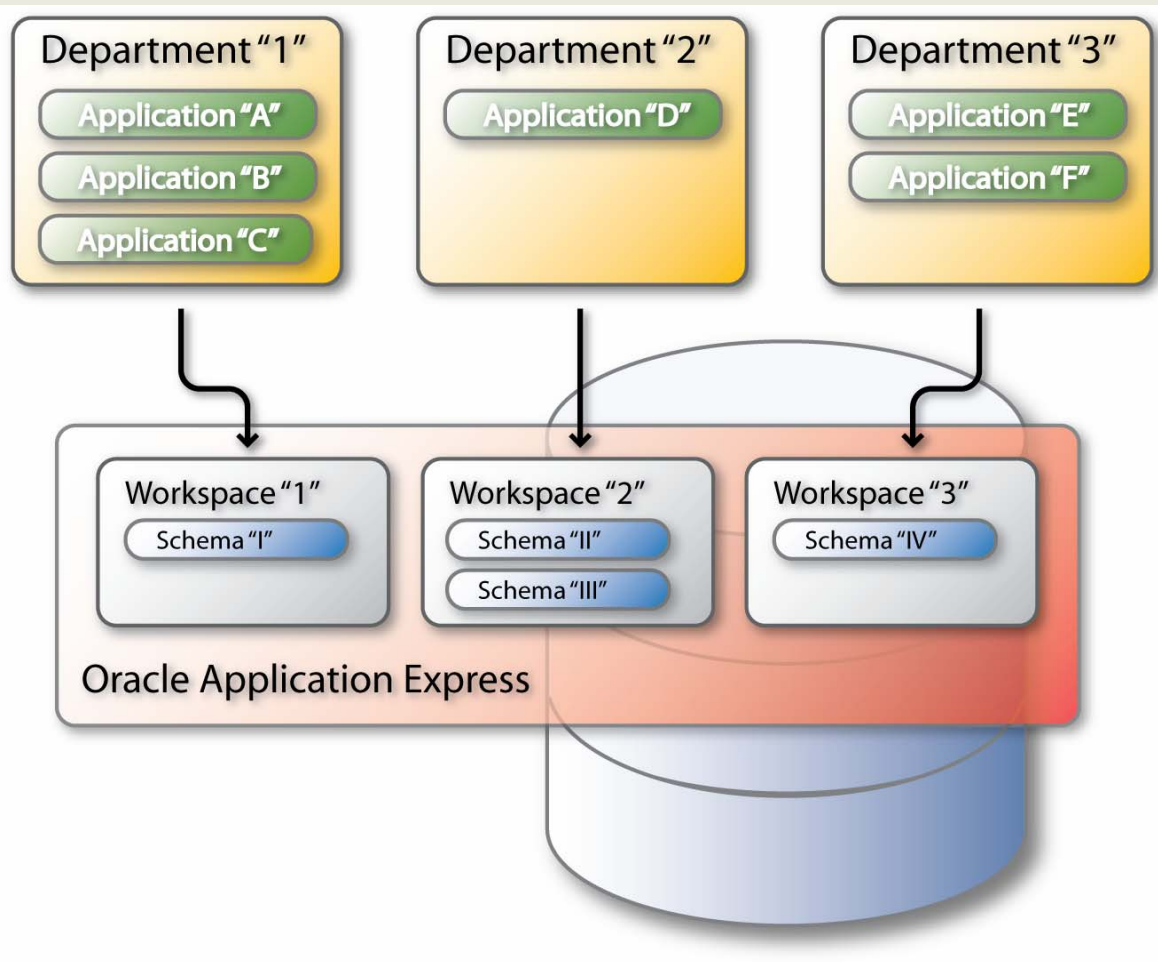 Department “1”
Application “A”
Application “B”
Application “C”
Department “2”
Application “D”
Department “3”
Application “E”
Application “F”
Workspace “1”
Schema “I”
Workspace “2”
Schema “II”
Schema “III”
Workspace “3”
Schema “IV”
Oracle Application Express